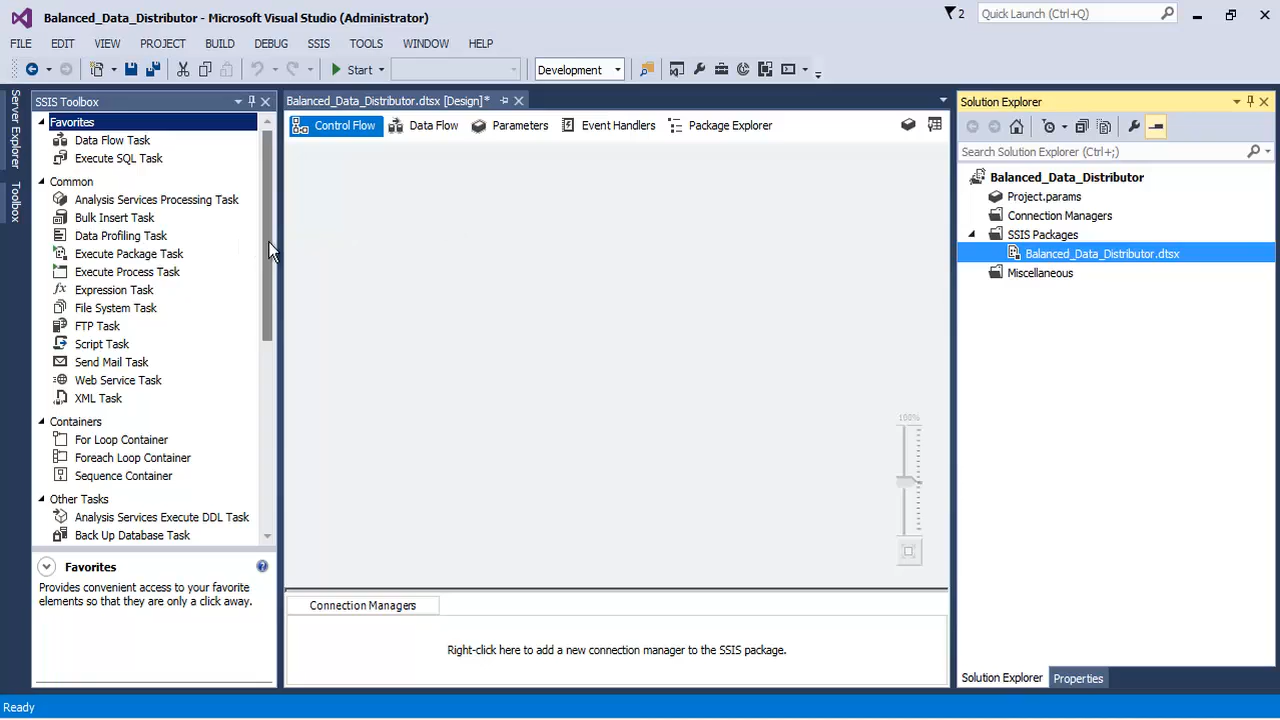 Balanced_Data_Distributor - Microsoft Visual Studio (Administrator)
2
Quick Launch (Ctrl+Q)
FILE EDIT VIEW PROJECT BUILD DEBUG SSIS TOOLS WINDOW HELP
Start Development
Server Explorer
Toolbox
SSIS Toolbox
Favorites
Data Flow Task
Execute SQL Task
Common
Analysis Services Processing Task
Bulk Insert Task
Data Profiling Task
Execute Package Task
Execute Process Task
Expression Task
File System Task
FTP Task
Script Task
Send Mail Task
Web Service Task
XML Task
Containers
For Loop Container
Foreach Loop Container
Sequence Container
Other Tasks
Analysis Services Execute DDL Task
Back Up Database Task
Favorites
Provides convenient access to your favorite
elements so that they are only a click away.
Balanced_Data_Distributor.dtsx [Design]*
Control Flow Data Flow Parameters Event Handlers Package Explorer
100%
Connection Managers
Right-click here to add a new connection manager to the SSIS package.
Solution Explorer
Search Solution Explorer (Ctrl+;)
Balanced_Data_Distributor
Project.params
Connection Managers
SSIS Packages
Balanced_Data_Distributor.dtsx
Miscellaneous
Solution Explorer Properties
Ready